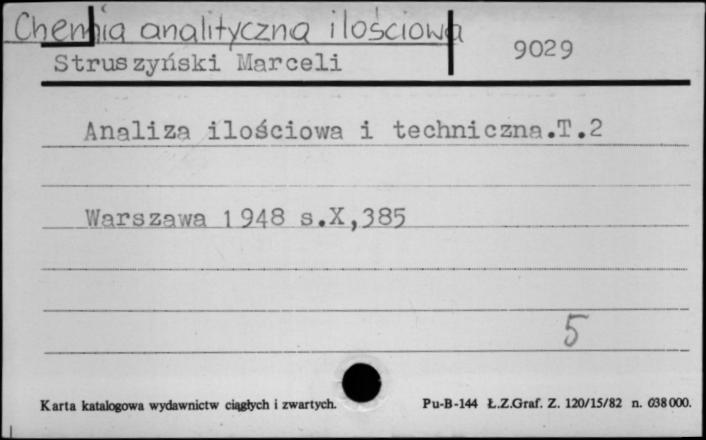 Chemia analityczna ilościowa
Struszyński Marceli
9029
Analiza ilościowa i techniczna.T.2
Warszawa 1948 s.X,385
5
Karta katalogowa wydawnictw ciągłych i zwartych.
Pu-B-144 Ł.Z.Graf. Z. 120/15/82 n. 038000.